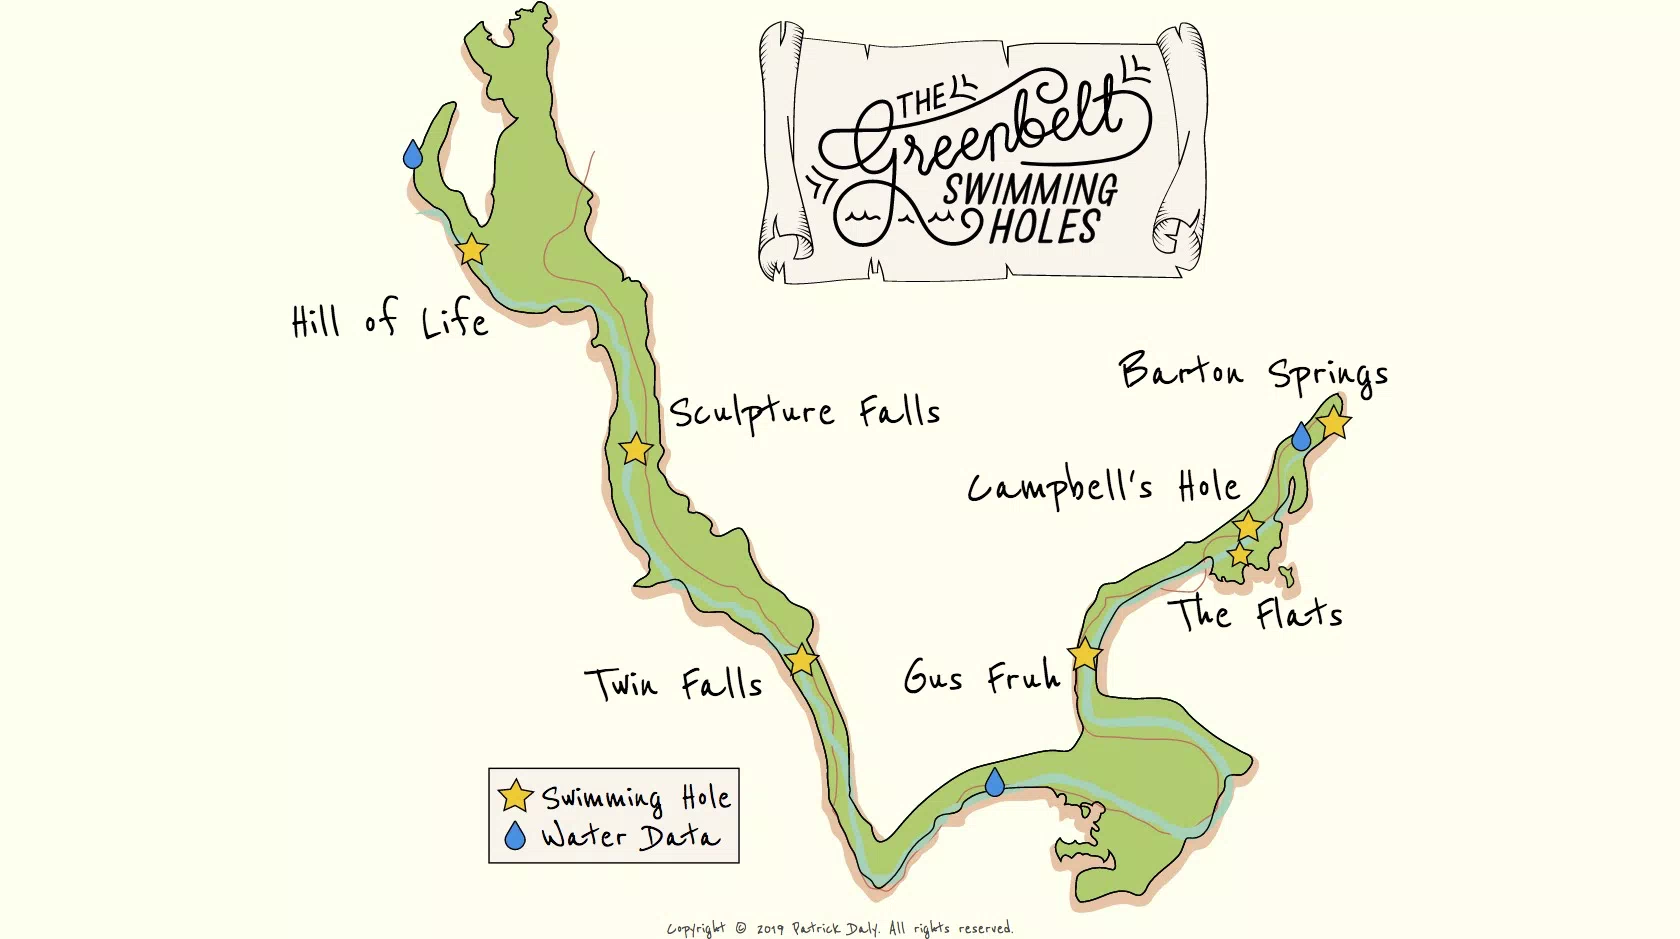 THE
Greenbelt
SWIMMING
HOLES
Hill of Life
Barton Springs
Sculpture Falls
Campbell's Hole
The Flats
Twin Falls
Gus Fruh
Swimming Hole
Water Data
Copyright © 2019 Patrick Daly. All rights reserved.